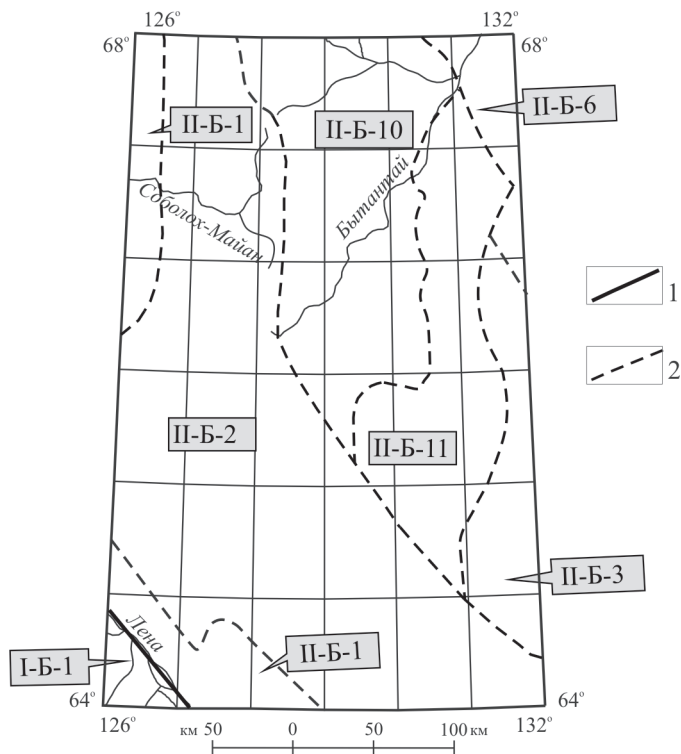 126° 132°
68° 68°
II-Б-6
II-Б-1 II-Б-10
Соболох-Майан
Бытантай
1
2
II-Б-2
II-Б-11
II-Б-3
Лена
II-Б-1
I-Б-1
64° 64°
126° 132°
км 50 0 50 100 км